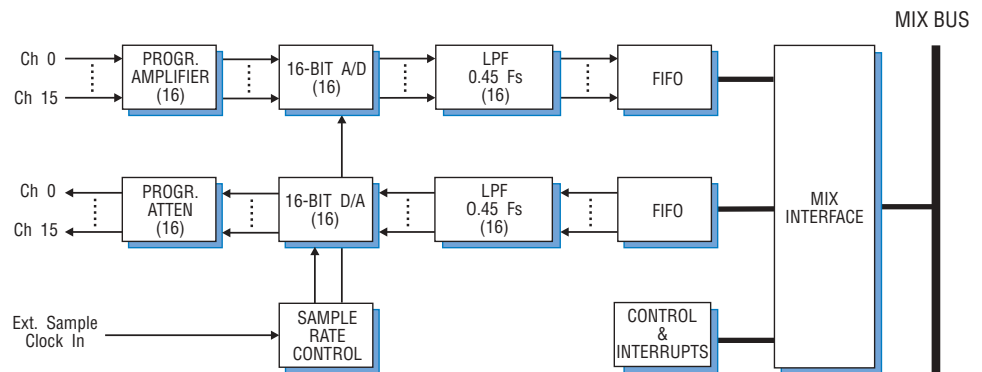 MIX BUS
Ch 0
Ch 15
PROGR.
AMPLIFIER
(16)
16-BIT A/D
(16)
LPF
0.45 Fs
(16)
FIFO
MIX
INTERFACE
Ch 0
Ch 15
PROGR.
ATTEN
(16)
16-BIT D/A
(16)
LPF
0.45 Fs
(16)
FIFO
Ext. Sample
Clock In
SAMPLE
RATE
CONTROL
CONTROL
&
INTERRUPTS